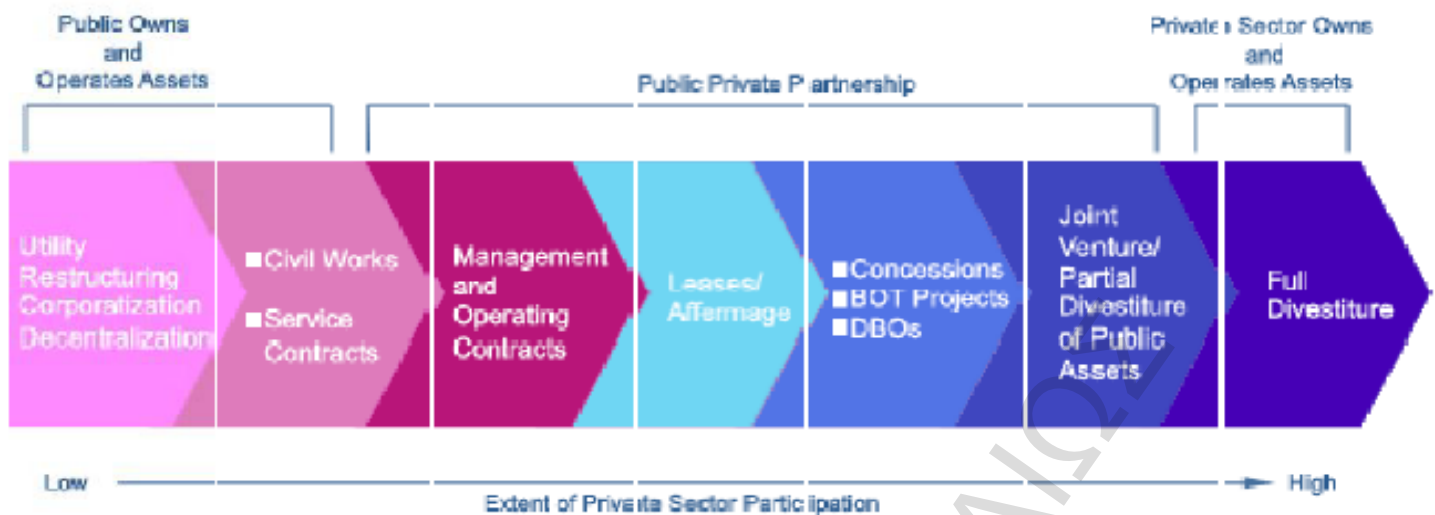 Public Owns
and
Operates Assets
Public Private Partnership
Private Sector Owns
and
Operates Assets
Utility
Restructuring
Corporatization
Decentralization
■Civil Works
■Service
Contracts
Management
and
Operating
Contracts
Leases/
Affermage
■Concessions
■BOT Projects
■DBOs
Joint
Venture/
Partial
Divestiture
of Public
Assets
Full
Divestiture
Low
High
Extent of Private Sector Participation
ΝΩΣ